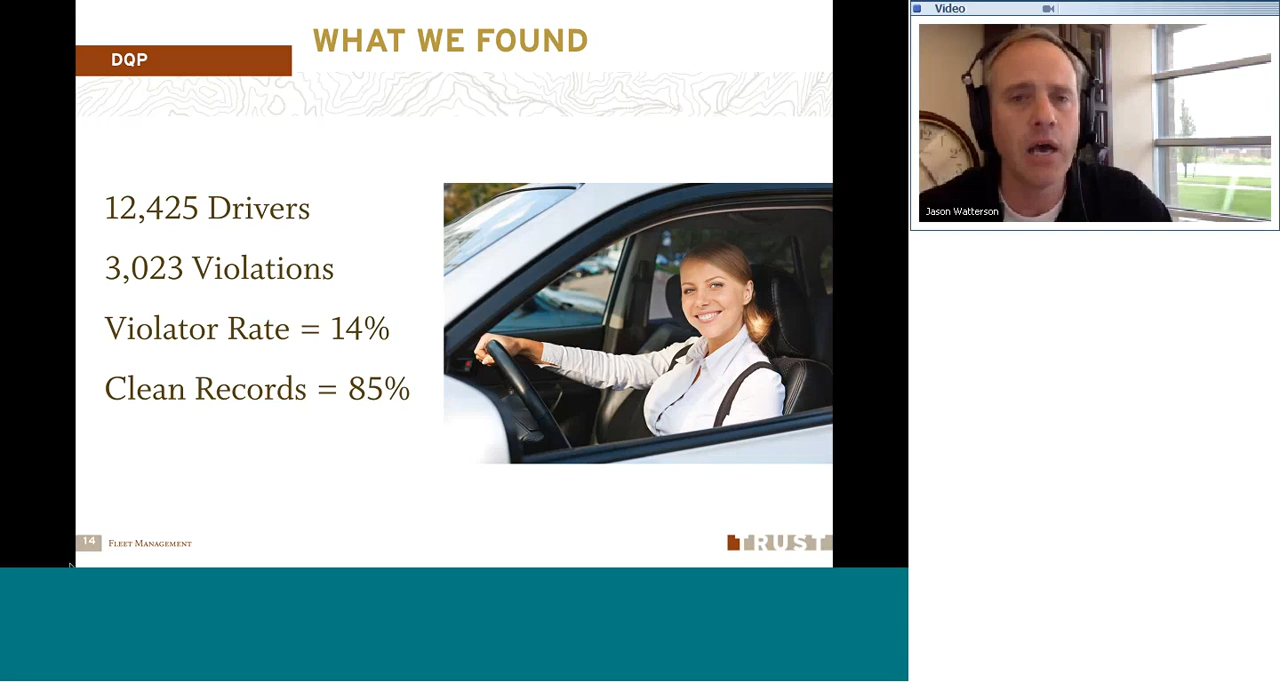 WHAT WE FOUND
DQP
12,425 Drivers
3,023 Violations
Violator Rate = 14%
Clean Records = 85%
14 Fleet Management
TRUST
Video
Jason Watterson